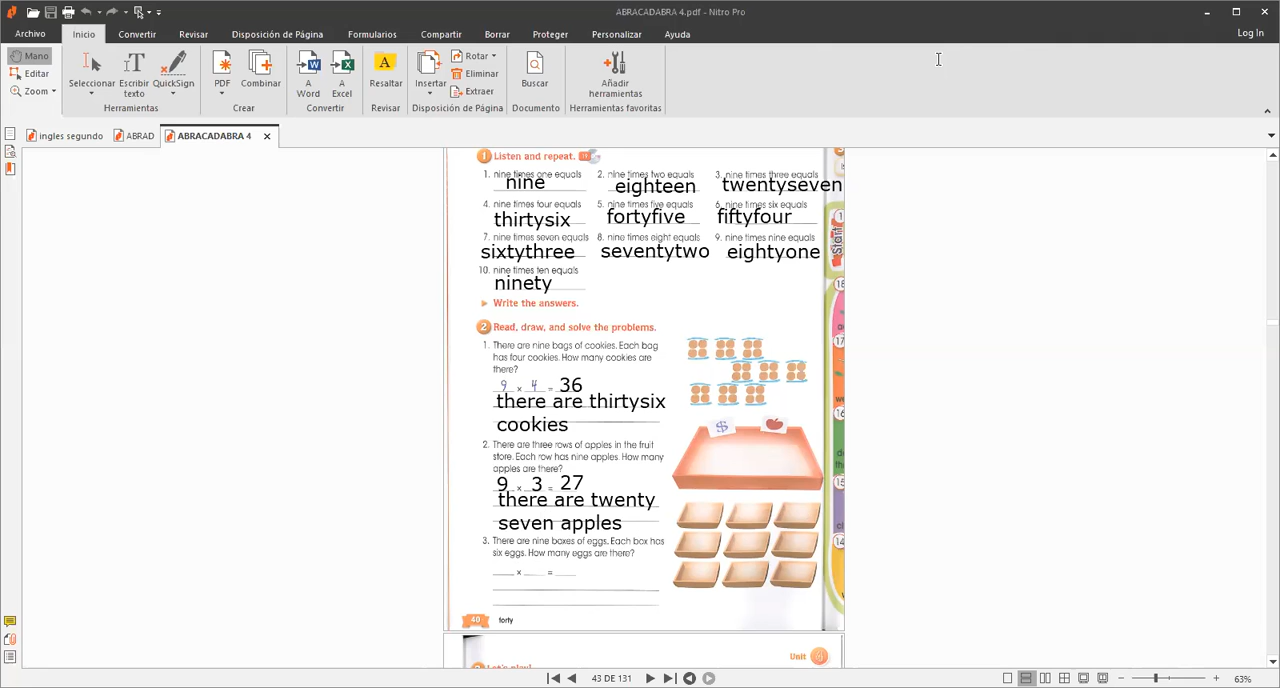 ABRACADABRA 4.pdf - Nitro Pro
Archivo Inicio Convertir Revisar Disposición de Página Formularios Compartir Borrar Proteger Personalizar Ayuda Log In
Mano
Editar
Zoom
Seleccionar
Escribir texto
QuickSign
PDF
Combinar
A Word
A Excel
Resaltar
Insertar
Rotar
Eliminar
Extraer
Buscar
Añadir herramientas
Herramientas Crear Convertir Revisar Disposición de Página Documento Herramientas favoritas
ingles segundo ABRAD ABRACADABRA 4
1 Listen and repeat.
1. nine times one equals 2. nine times two equals 3. nine times three equals
nine eighteen twentyseven
4. nine times four equals 5. nine times five equals 6. nine times six equals
thirtysix fortyfive fiftyfour
7. nine times seven equals 8. nine times eight equals 9. nine times nine equals
sixtythree seventytwo eightyone
10. nine times ten equals
ninety
Write the answers.
2 Read, draw, and solve the problems.
1. There are nine bags of cookies. Each bag
has four cookies. How many cookies are
there?
9 × 4 = 36
there are thirtysix
cookies
2. There are three rows of apples in the fruit
store. Each row has nine apples. How many
apples are there?
9 × 3 = 27
there are twenty
seven apples
3. There are nine boxes of eggs. Each box has
six eggs. How many eggs are there?
× =
$
40 forty
Start
17
16
15
14
Unit 4
Let's play!
43 DE 131
63%